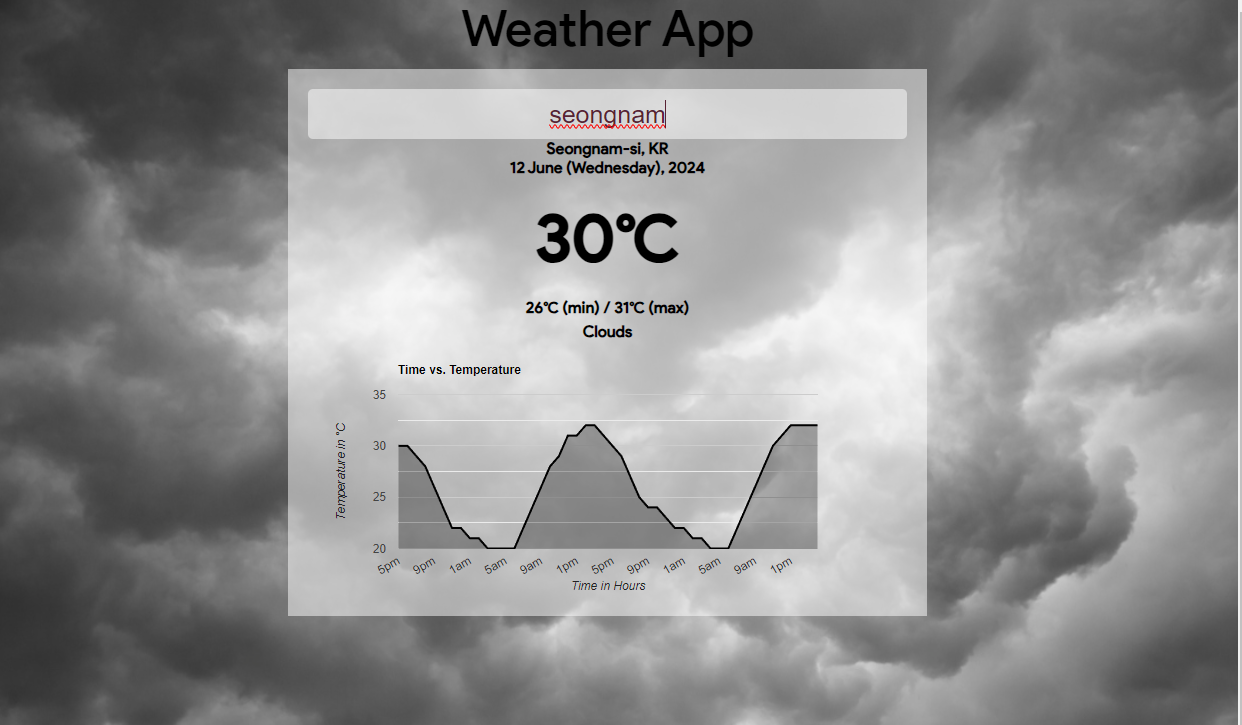 Weather App
seongnam
Seongnam-si, KR
12 June (Wednesday), 2024
30°C
26°C (min) / 31°C (max)
Clouds
Time vs. Temperature
35
30
25
20
Temperature in °C
5pm 9pm 1am 5am 9am 1pm 5pm 9pm 1am 5am 9am 1pm
Time in Hours